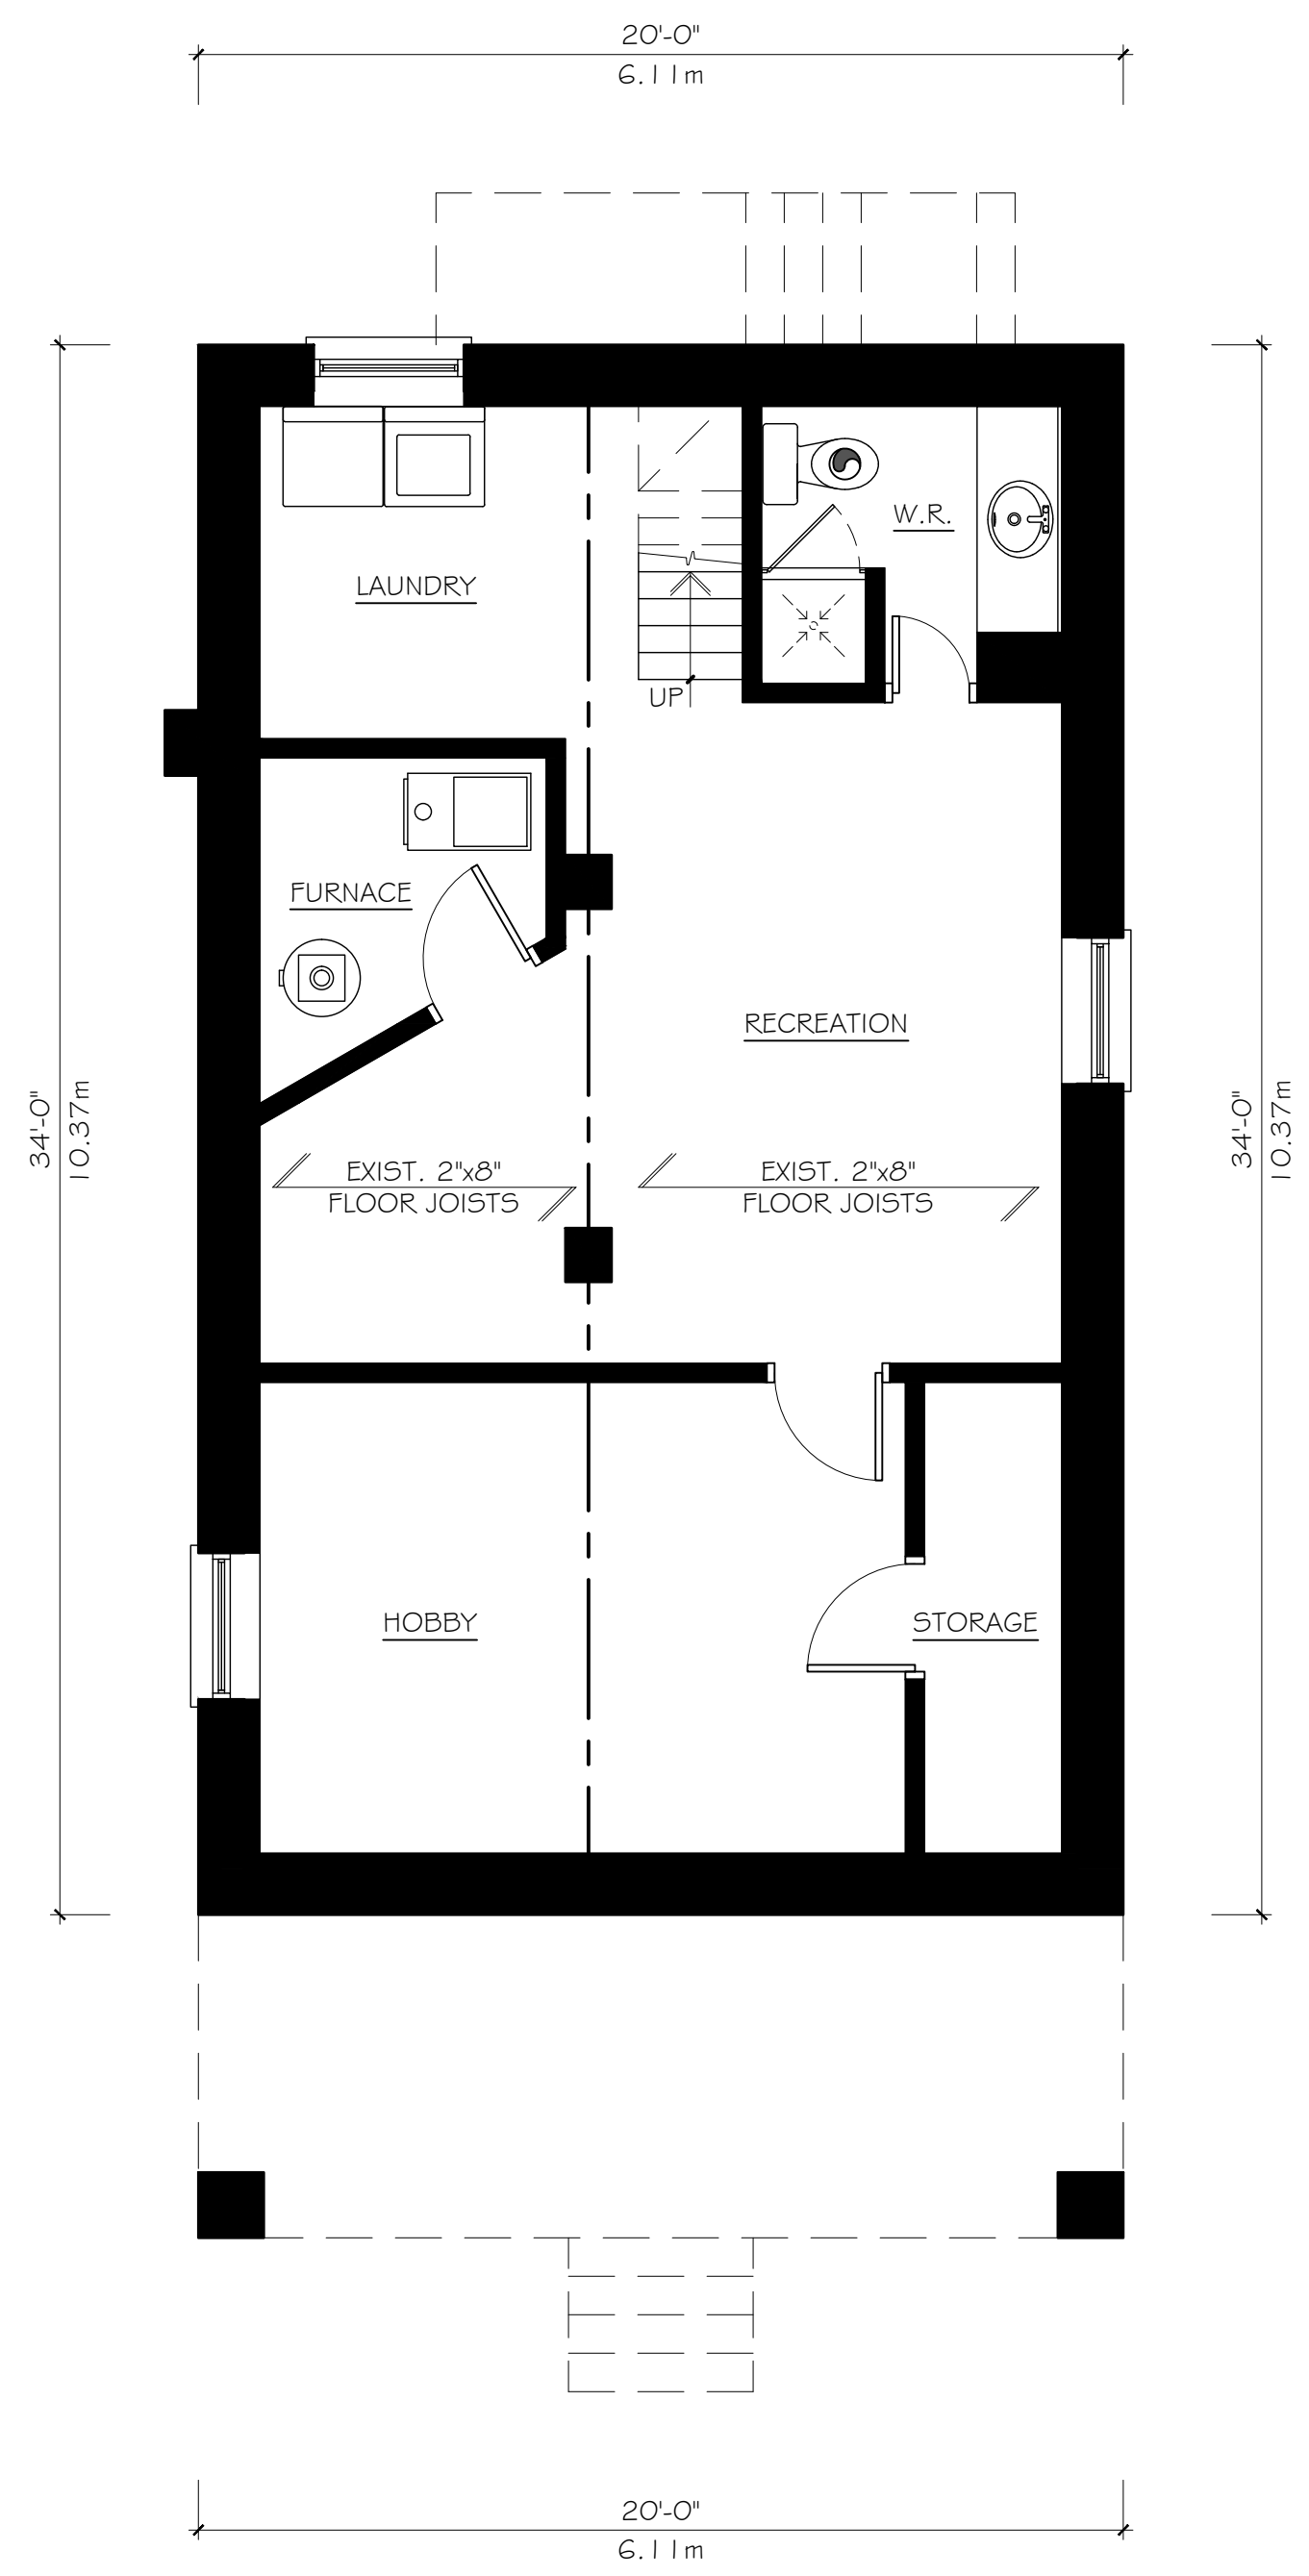 20'-0"
6.11m
W.R.
LAUNDRY
UP
FURNACE
RECREATION
34'-0"
10.37m
34'-0"
10.37m
EXIST. 2"x8"
FLOOR JOISTS
EXIST. 2"x8"
FLOOR JOISTS
HOBBY
STORAGE
20'-0"
6.11m